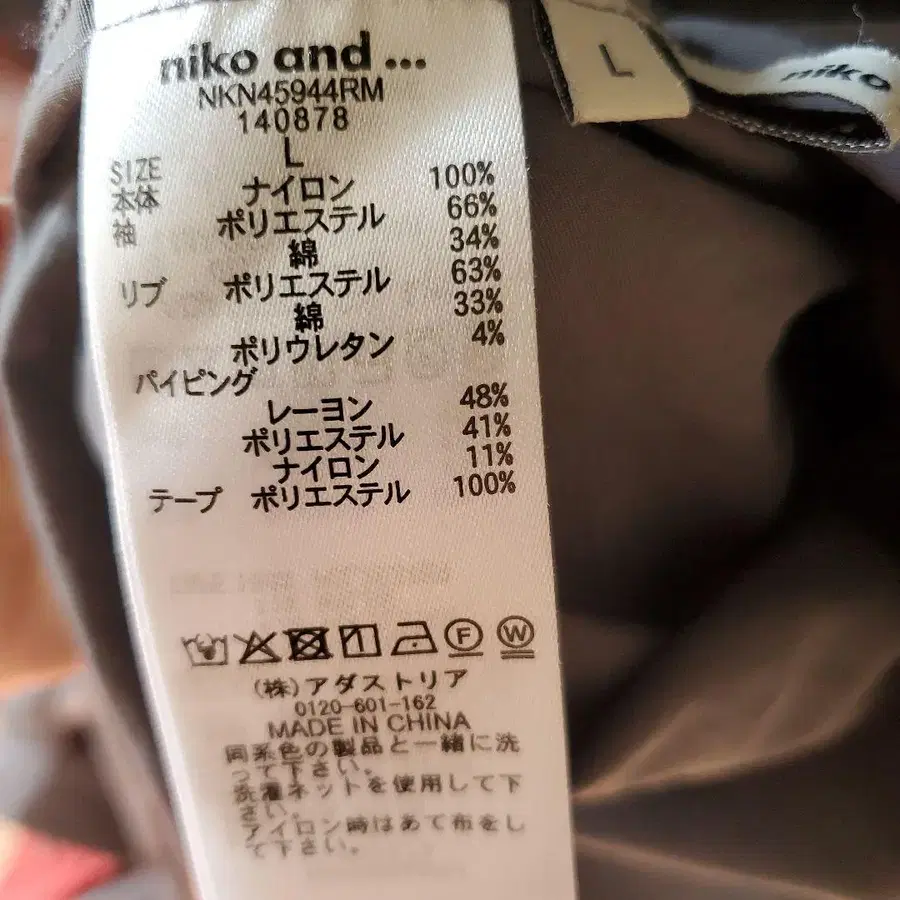 niko and ...
NKN45944RM
140878
SIZE L
本体 ナイロン 100%
袖 ポリエステル 66%
綿 34%
リブ ポリエステル 63%
綿 33%
ポリウレタン 4%
パイピング
レーヨン 48%
ポリエステル 41%
ナイロン 11%
テープ ポリエステル 100%
F W
(株)アダストリア
0120-601-162
MADE IN CHINA
同系色の製品と一緒に洗
って下さい。
洗濯ネットを使用して下
さい。
アイロン時はあて布をし
て下さい。
L
niko